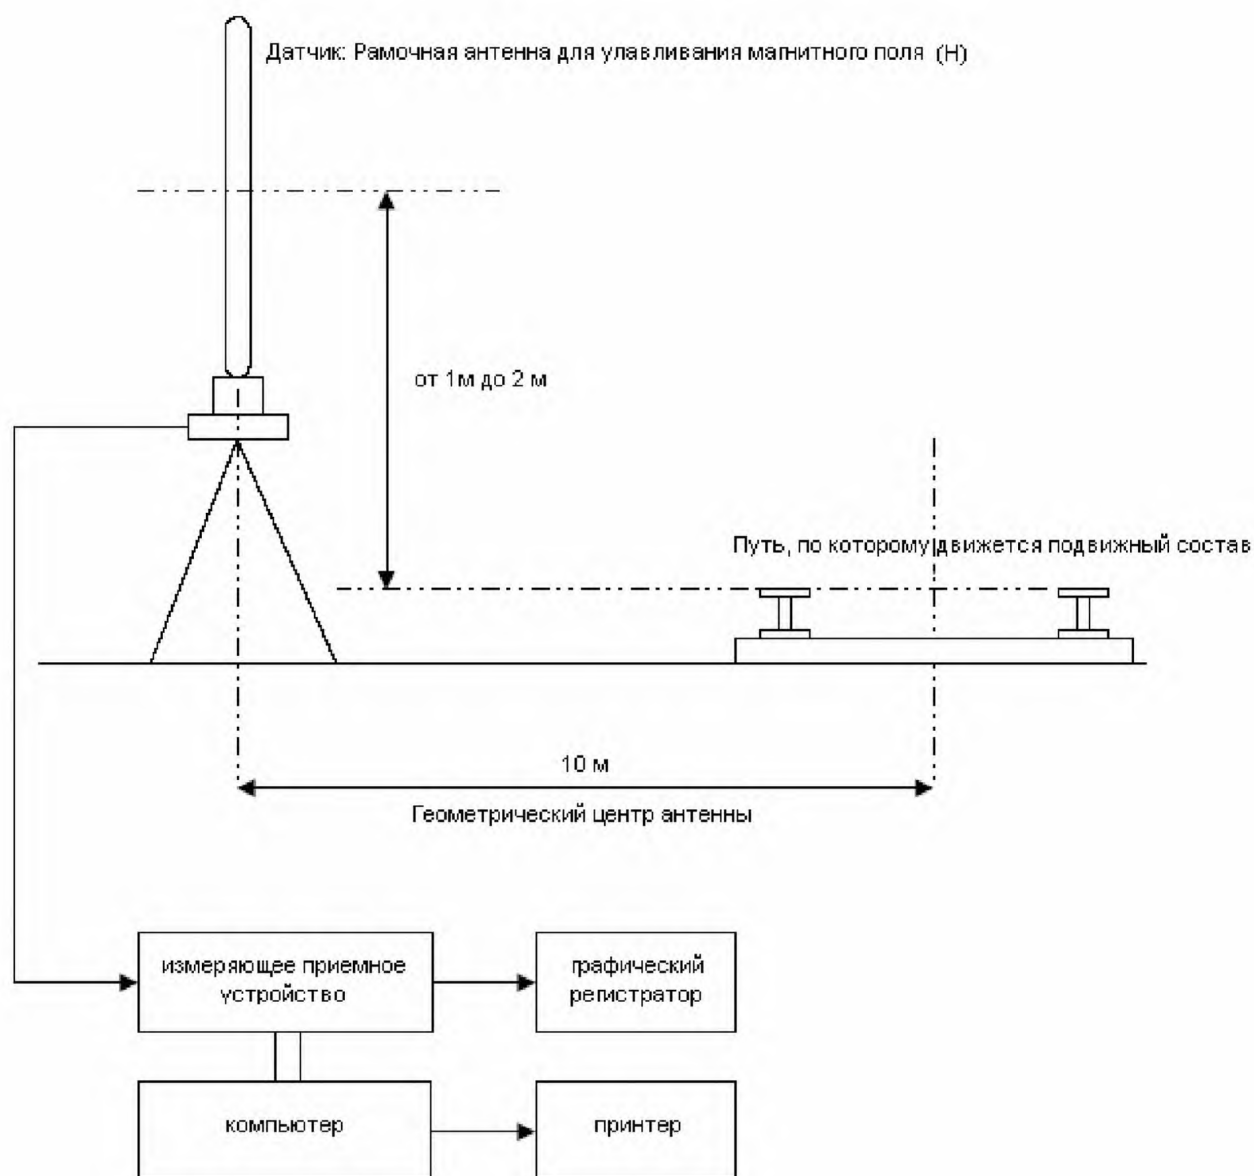 Датчик: Рамочная антенна для улавливания магнитного поля (Н)
от 1м до 2 м
Путь, по которому движется подвижный состав
10 м
Геометрический центр антенны
измеряющее приемное
устройство
графический
регистратор
компьютер
принтер